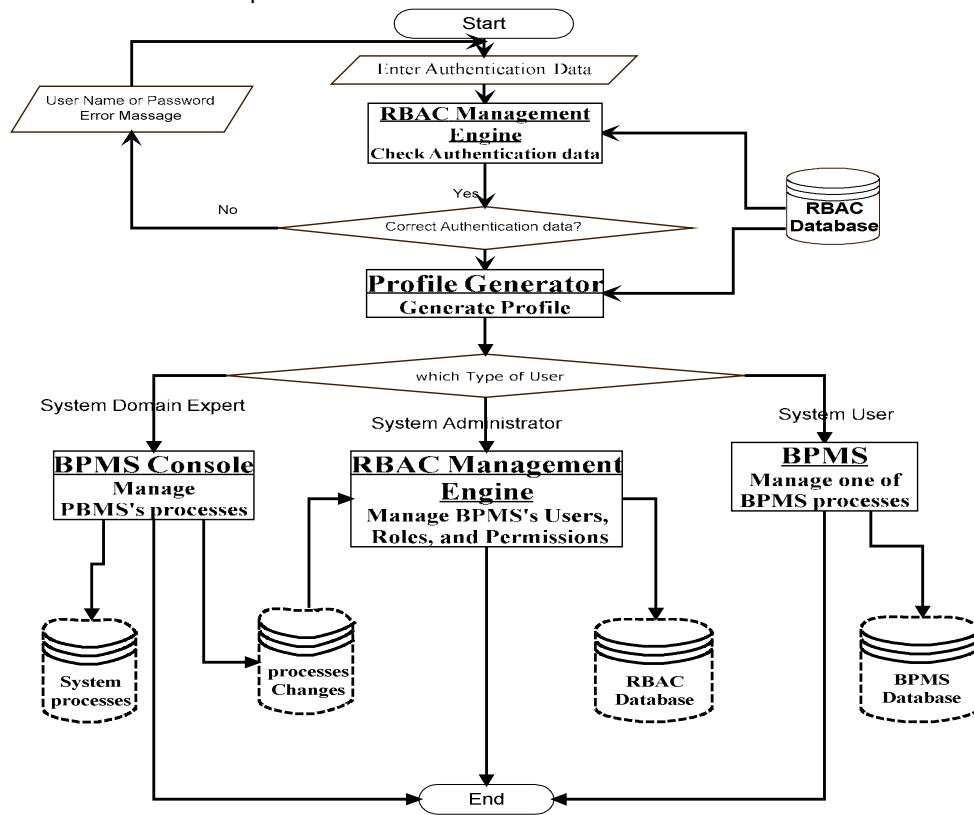 Start
Enter Authentication Data
User Name or Password
Error Massage
RBAC Management
Engine
Check Authentication data
Yes
No
Correct Authentication data?
RBAC
Database
Profile Generator
Generate Profile
which Type of User
System Domain Expert
System Administrator
System User
BPMS Console
Manage
PBMS's processes
RBAC Management
Engine
Manage BPMS's Users,
Roles, and Permissions
BPMS
Manage one of
BPMS processes
System
processes
processes
Changes
RBAC
Database
BPMS
Database
End